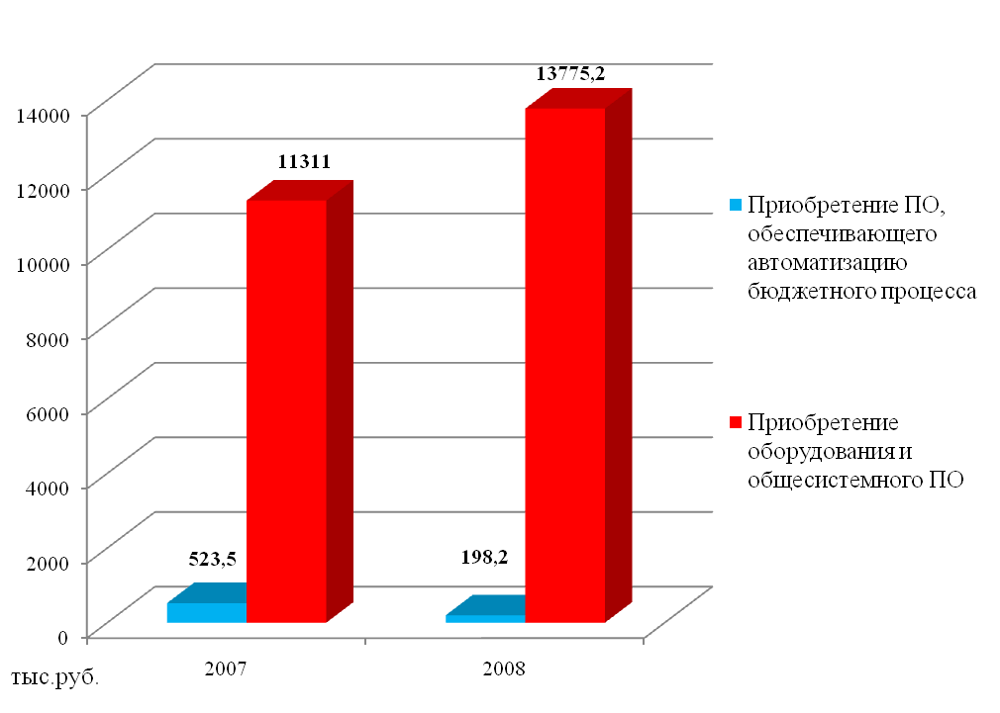 13775,2
14000
11311
12000
Приобретение ПО,
обеспечивающего
автоматизацию
бюджетного процесса
10000
8000
6000
Приобретение
оборудования и
общесистемного ПО
4000
2000
523,5
198,2
0
2007
2008
тыс.руб.